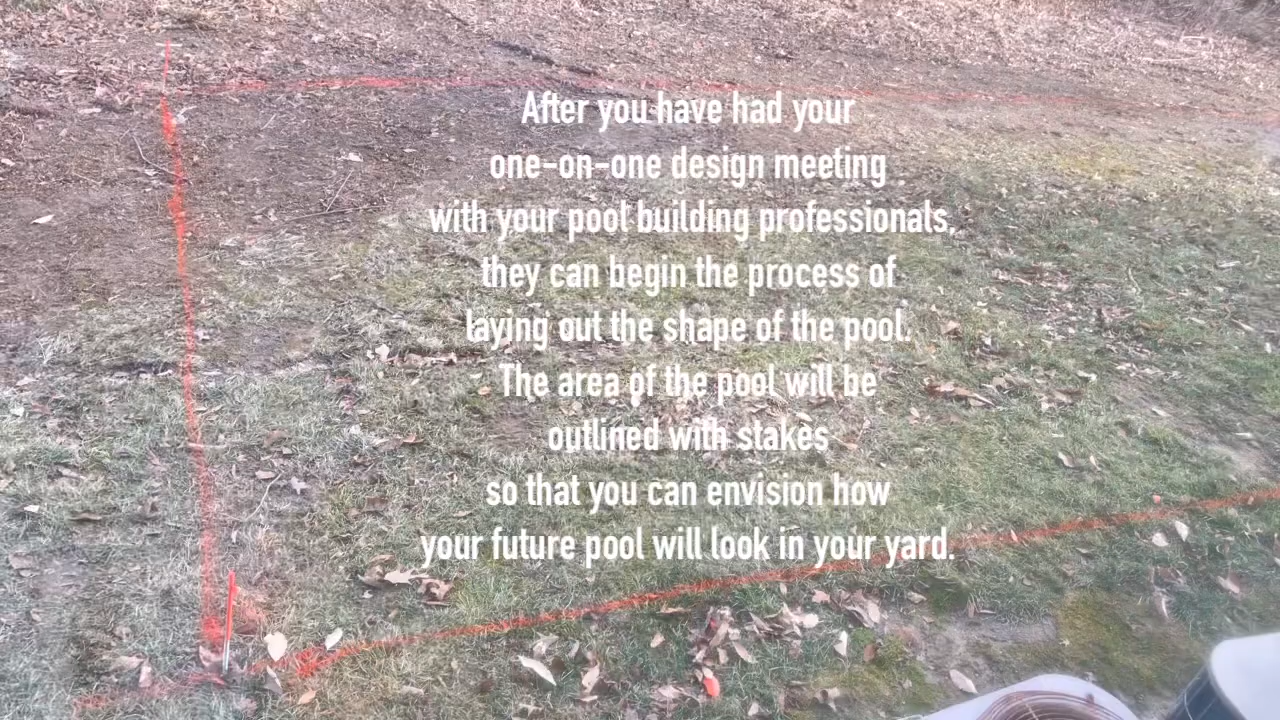 After you have had your
one-on-one design meeting
with your pool building professionals,
they can begin the process of
laying out the shape of the pool.
The area of the pool will be
outlined with stakes
so that you can envision how
your future pool will look in your yard.